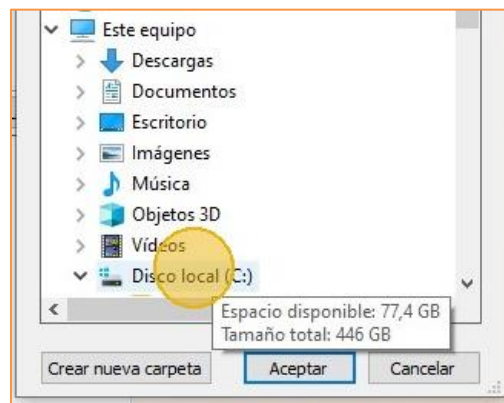 Este equipo
Descargas
Documentos
Escritorio
Imágenes
Música
Objetos 3D
Vídeos
Disco local (C:)
Espacio disponible: 77,4 GB
Tamaño total: 446 GB
Crear nueva carpeta
Aceptar
Cancelar